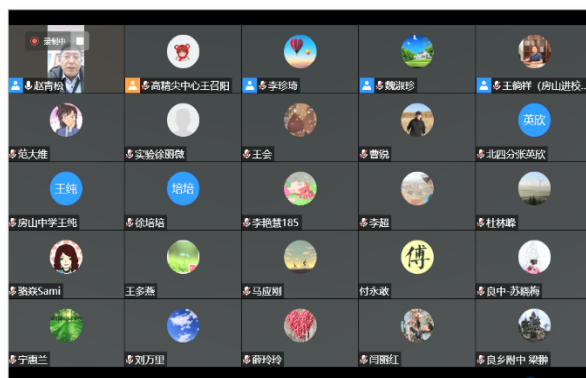 录制中
赵青松
高精尖中心王召阳
李珍琦
魏淑珍
王倘祥（房山进校...
范大维
实验徐丽微
王会
曹锐
英欣
北四分张英欣
王纯
房山中学王纯
培培
徐培培
李艳慧185
李超
杜林峰
骆焱Sami
王多燕
马应刚
傅
付永敢
良中-苏晓梅
宁惠兰
刘万里
薛玲玲
闫丽红
良乡附中 梁翀